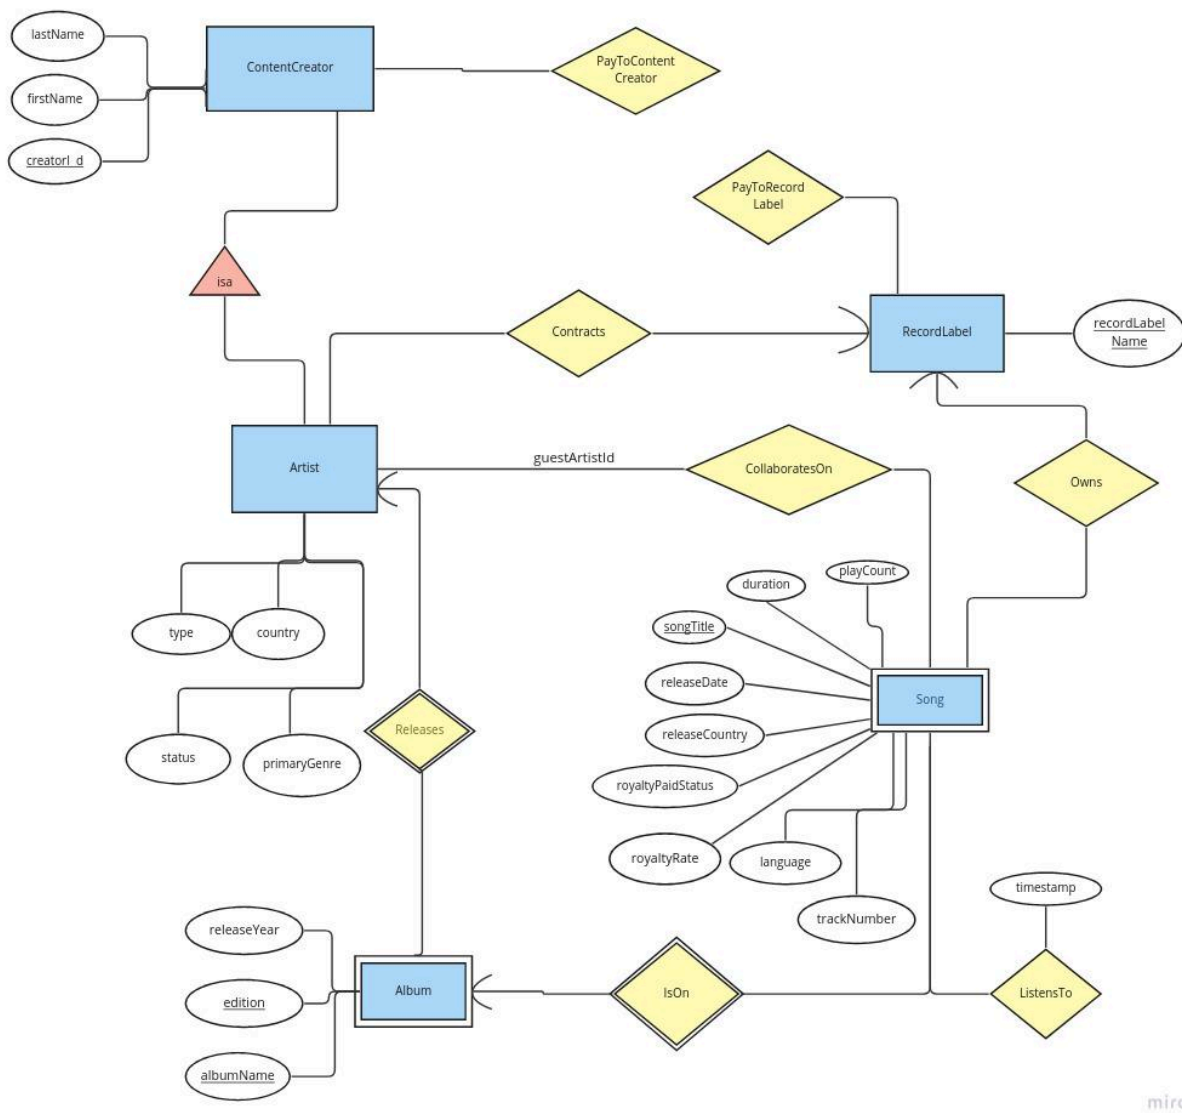 lastName
ContentCreator
PayToContent
Creator
firstName
creatorI d
PayToRecord
Label
isa
Contracts
RecordLabel
recordLabel
Name
guestArtistId
Artist
CollaboratesOn
Owns
playCount
duration
songTitle
type
country
releaseDate
Song
Releases
releaseCountry
status
primaryGenre
royaltyPaidStatus
royaltyRate
language
timestamp
trackNumber
releaseYear
Album
IsOn
ListensTo
edition
albumName